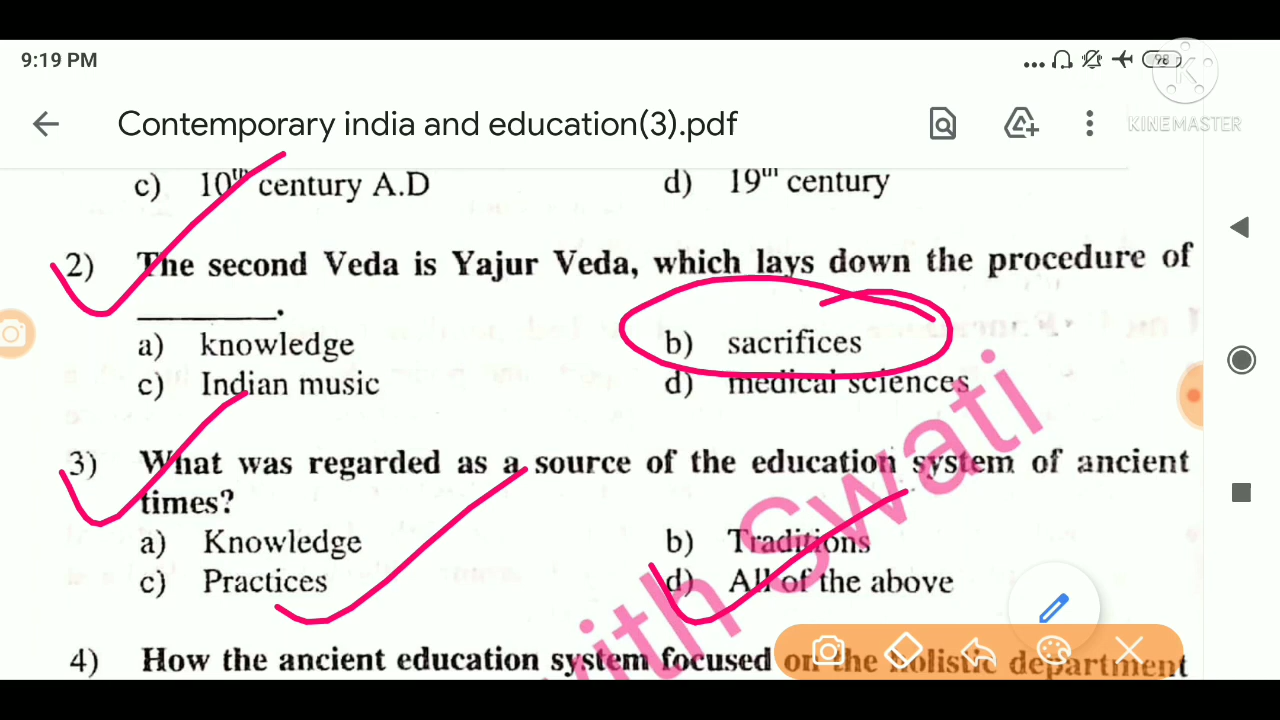 9:19 PM
98
Contemporary india and education(3).pdf
KINEMASTER
c) 10th century A.D d) 19th century
2) The second Veda is Yajur Veda, which lays down the procedure of
________.
a) knowledge b) sacrifices
c) Indian music d) medical sciences
3) What was regarded as a source of the education system of ancient
times?
a) Knowledge b) Traditions
c) Practices d) All of the above
with Swati
4) How the ancient education system focused on the holistic department